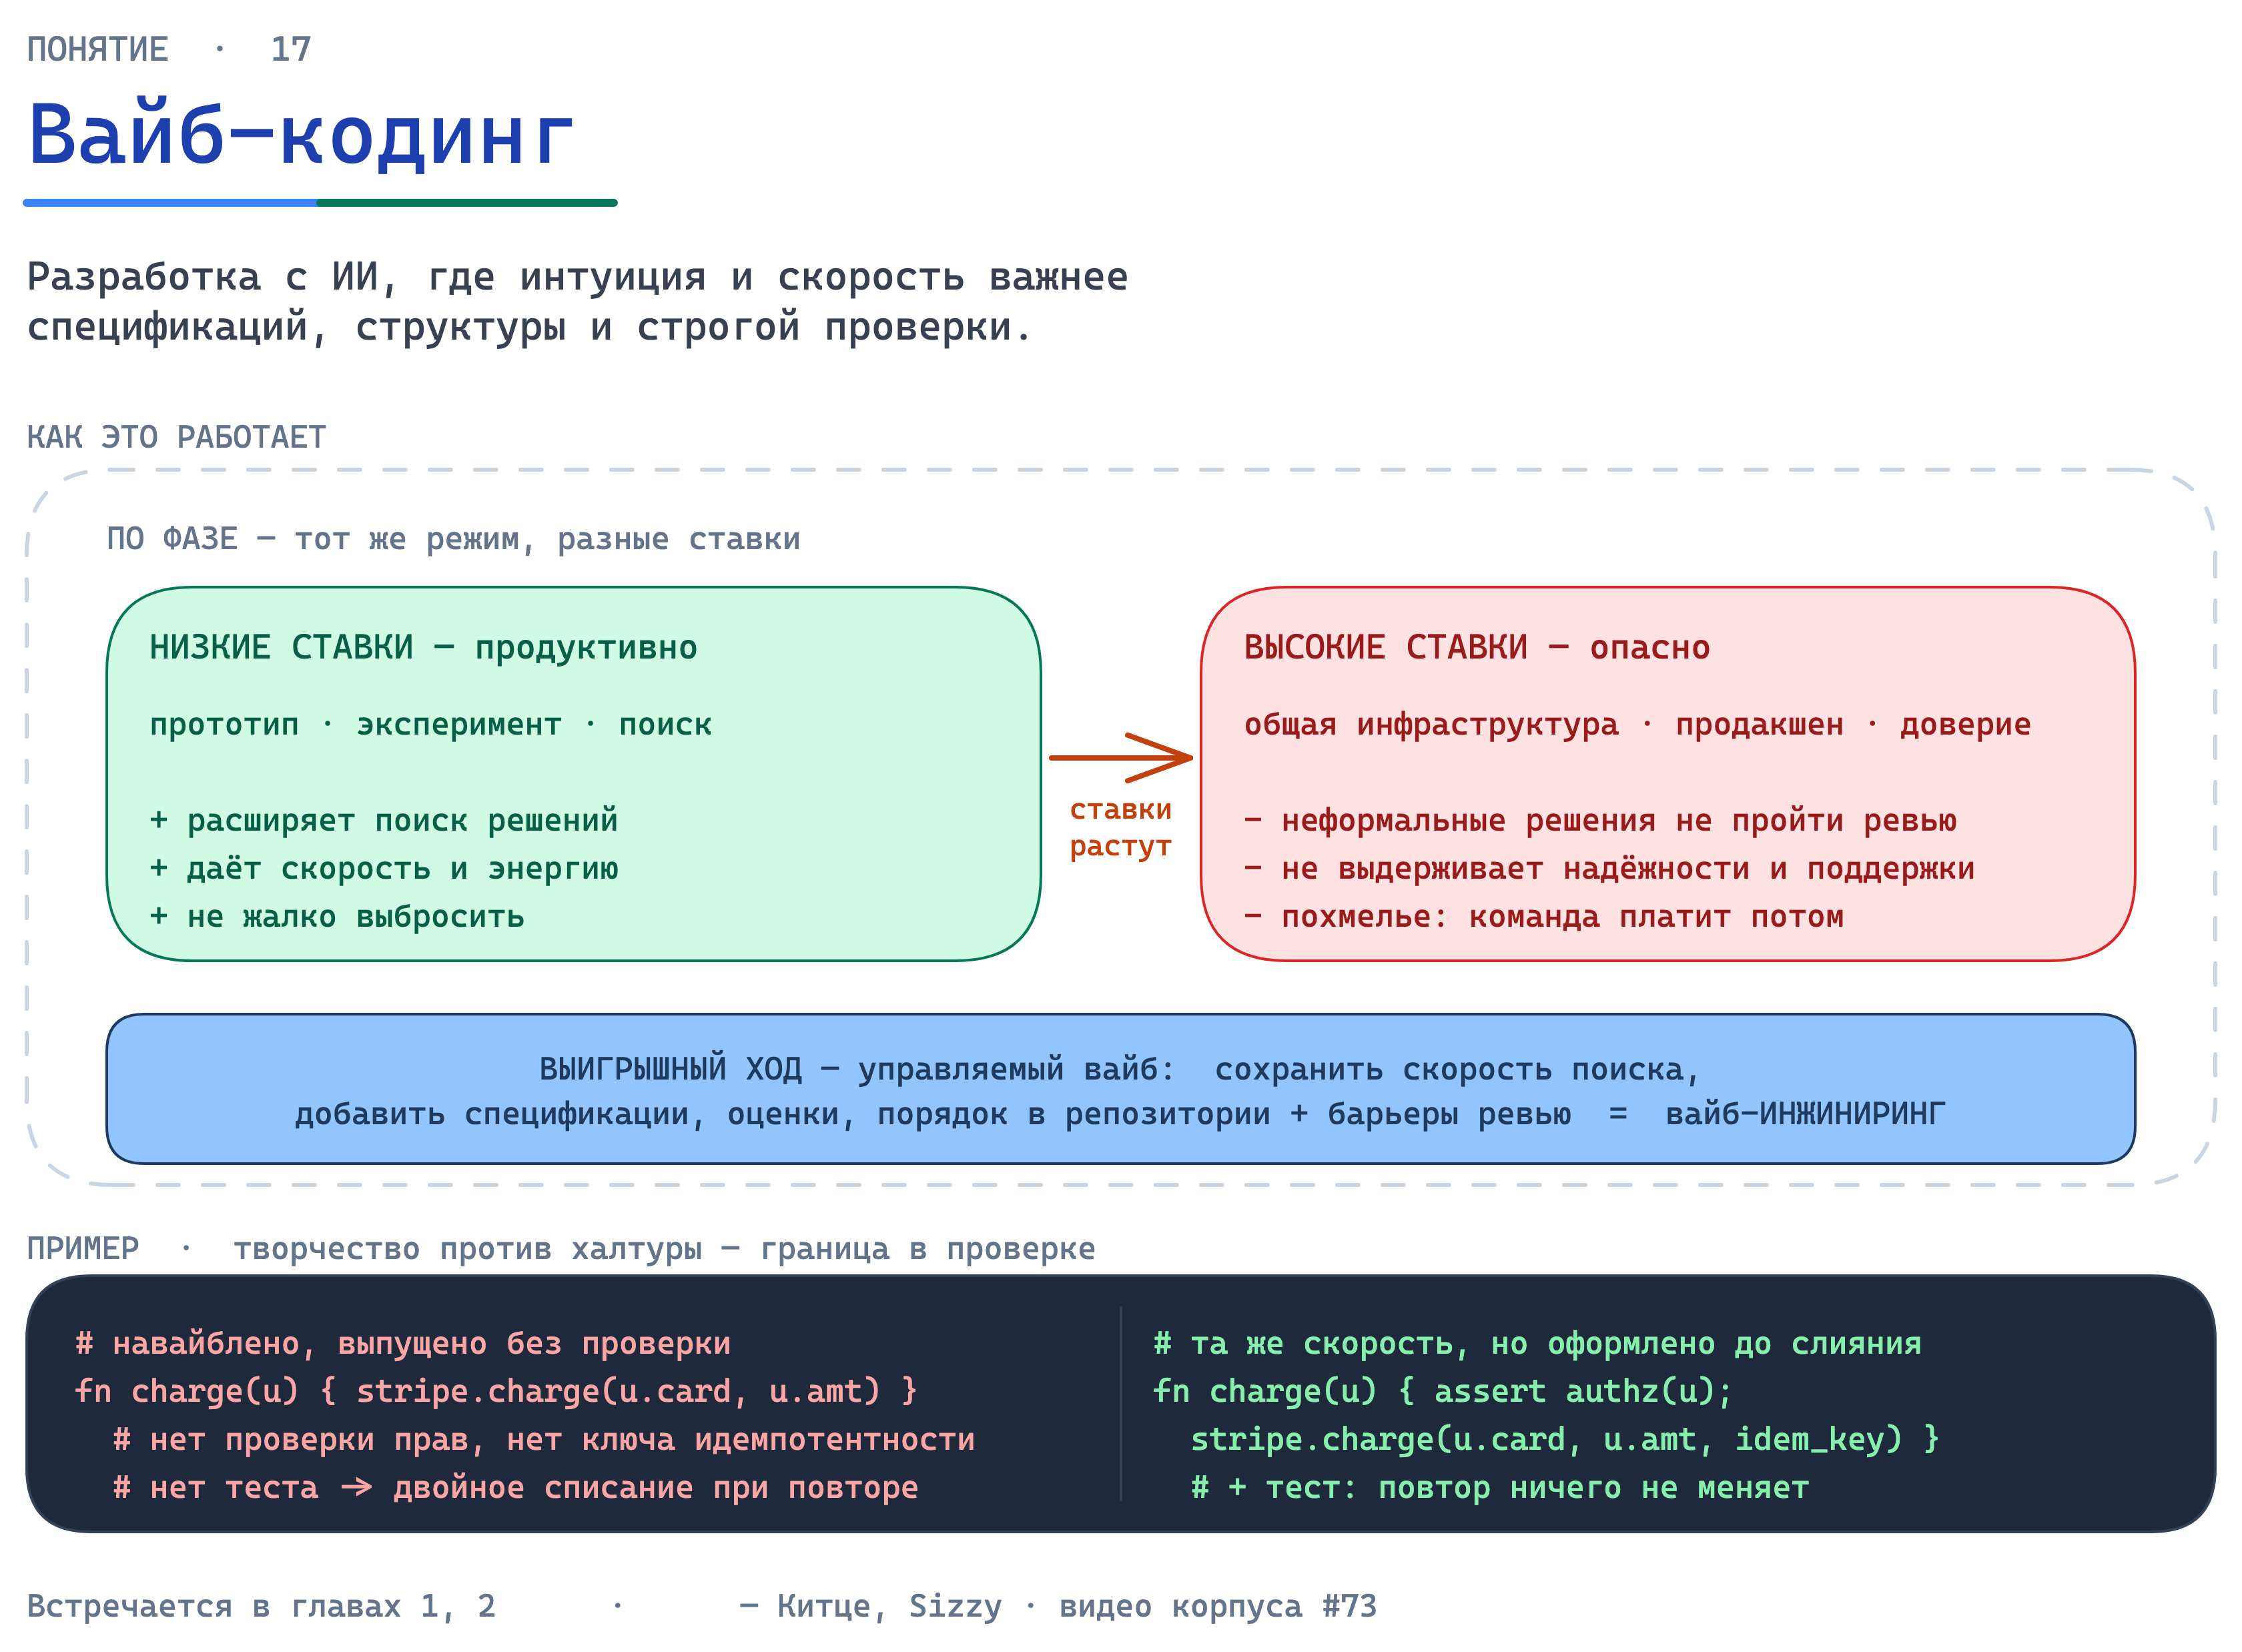 ПОНЯТИЕ · 17
Вайб-кодинг
Разработка с ИИ, где интуиция и скорость важнее
спецификаций, структуры и строгой проверки.
КАК ЭТО РАБОТАЕТ
ПО ФАЗЕ — тот же режим, разные ставки
НИЗКИЕ СТАВКИ — продуктивно
прототип · эксперимент · поиск
+ расширяет поиск решений
+ даёт скорость и энергию
+ не жалко выбросить
ставки
растут
ВЫСОКИЕ СТАВКИ — опасно
общая инфраструктура · продакшен · доверие
− неформальные решения не пройти ревью
− не выдерживает надёжности и поддержки
− похмелье: команда платит потом
ВЫИГРЫШНЫЙ ХОД — управляемый вайб: сохранить скорость поиска,
добавить спецификации, оценки, порядок в репозитории + барьеры ревью = вайб-ИНЖИНИРИНГ
ПРИМЕР · творчество против халтуры — граница в проверке
# навайблено, выпущено без проверки
fn charge(u) { stripe.charge(u.card, u.amt) }
# нет проверки прав, нет ключа идемпотентности
# нет теста -> двойное списание при повторе
# та же скорость, но оформлено до слияния
fn charge(u) { assert authz(u);
stripe.charge(u.card, u.amt, idem_key) }
# + тест: повтор ничего не меняет
Встречается в главах 1, 2 · — Китце, Sizzy · видео корпуса #73